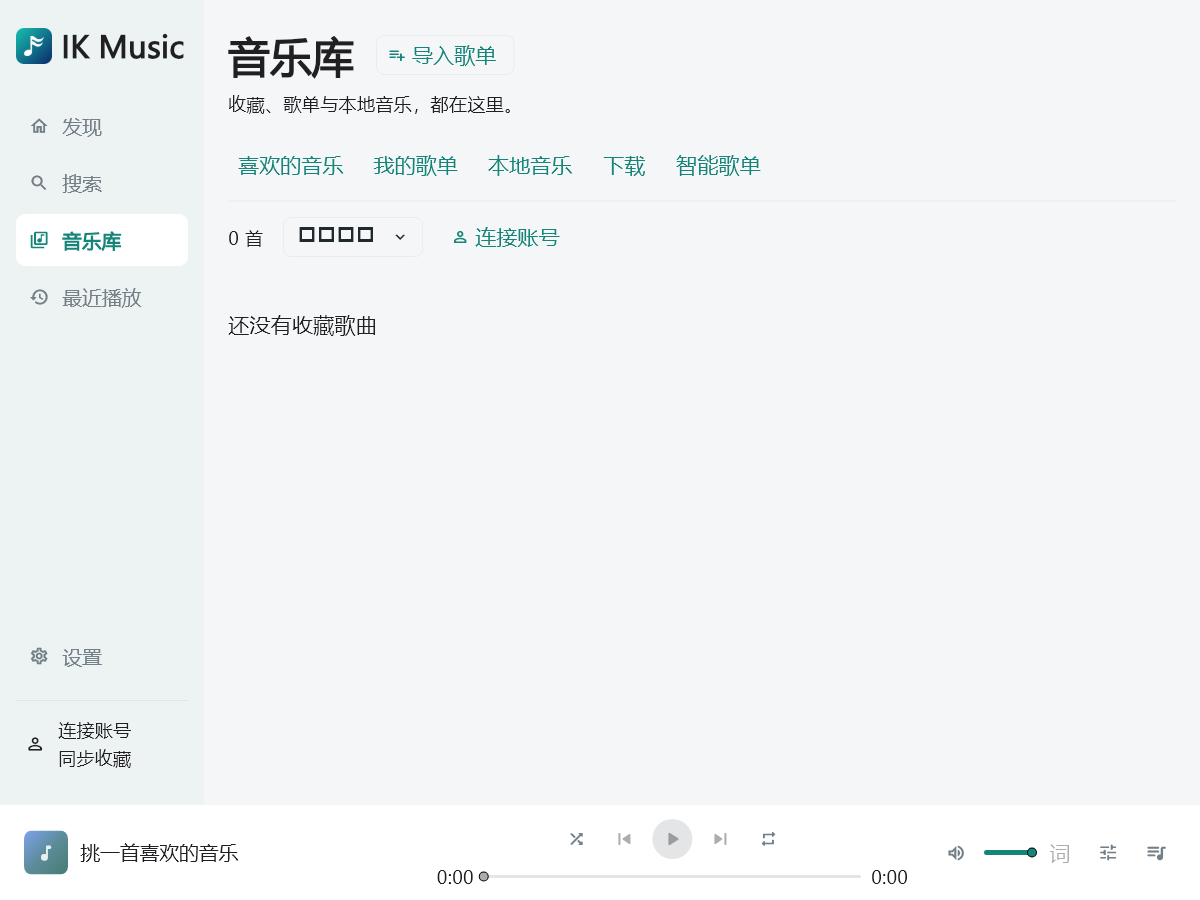 IK Music
发现
搜索
音乐库
最近播放
设置
连接账号
同步收藏
音乐库
导入歌单
收藏、歌单与本地音乐，都在这里。
喜欢的音乐 我的歌单 本地音乐 下载 智能歌单
0 首
连接账号
还没有收藏歌曲
挑一首喜欢的音乐
0:00
0:00
词